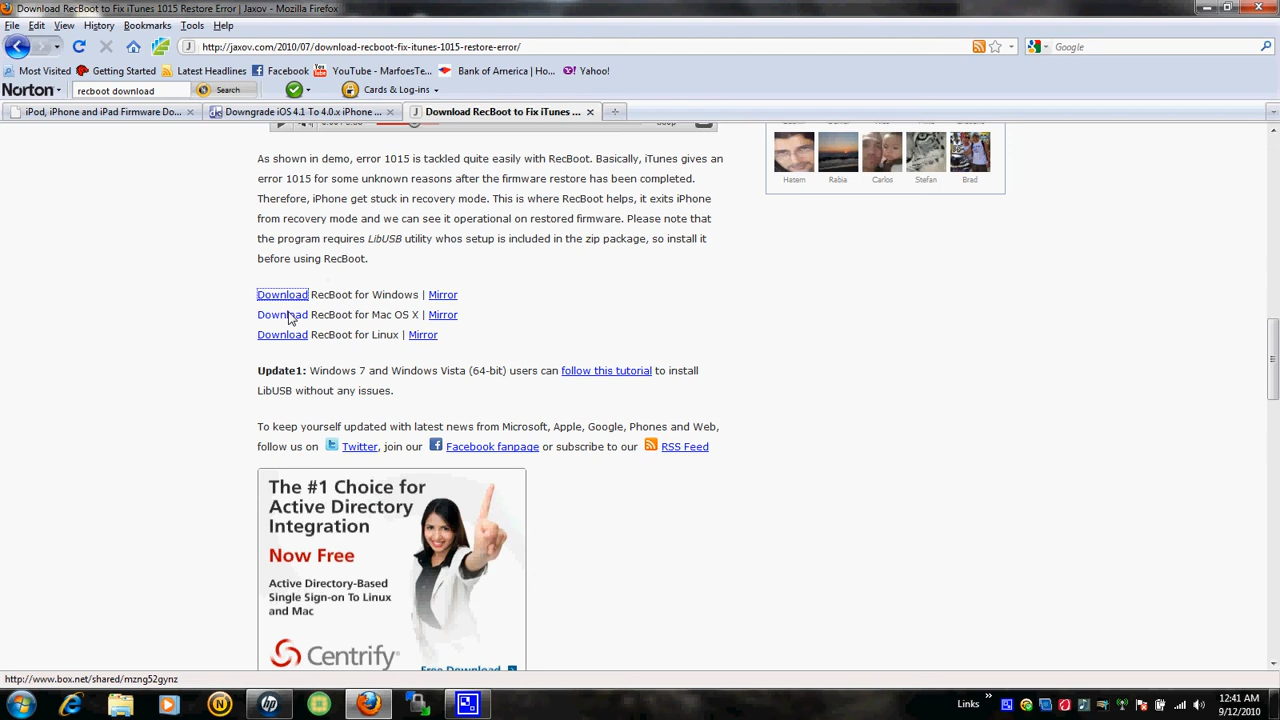 Download RecBoot to Fix iTunes 1015 Restore Error | Jaxov - Mozilla Firefox
File Edit View History Bookmarks Tools Help
http://jaxov.com/2010/07/download-recboot-fix-itunes-1015-restore-error/
Google
Most Visited Getting Started Latest Headlines Facebook YouTube - MarfoesTe... Bank of America | Ho... Yahoo!
Norton recboot download Search Cards & Log-ins
iPod, iPhone and iPad Firmware Do... Downgrade iOS 4.1 To 4.0.x iPhone ... Download RecBoot to Fix iTunes ...
As shown in demo, error 1015 is tackled quite easily with RecBoot. Basically, iTunes gives an
error 1015 for some unknown reasons after the firmware restore has been completed.
Therefore, iPhone get stuck in recovery mode. This is where RecBoot helps, it exits iPhone
from recovery mode and we can see it operational on restored firmware. Please note that
the program requires LibUSB utility whos setup is included in the zip package, so install it
before using RecBoot.
Hatem Rabia Carlos Stefan Brad
Download RecBoot for Windows | Mirror
Download RecBoot for Mac OS X | Mirror
Download RecBoot for Linux | Mirror
Update1: Windows 7 and Windows Vista (64-bit) users can follow this tutorial to install
LibUSB without any issues.
To keep yourself updated with latest news from Microsoft, Apple, Google, Phones and Web,
follow us on Twitter, join our Facebook fanpage or subscribe to our RSS Feed
The #1 Choice for
Active Directory
Integration
Now Free
Active Directory-Based
Single Sign-on To Linux
and Mac
Centrify
Free Download
http://www.box.net/shared/mzng52gynz
Links
12:41 AM
9/12/2010